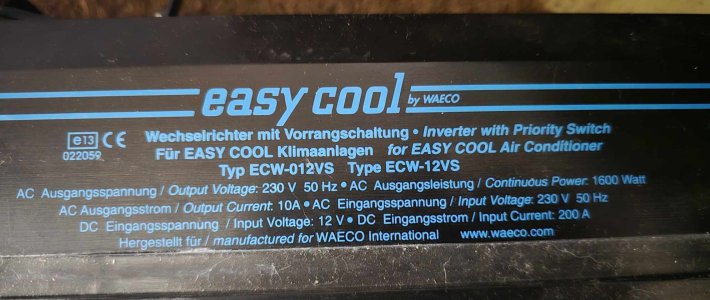 easy cool by WAECO
e13 CE Wechselrichter mit Vorrangschaltung • Inverter with Priority Switch
022059 Für EASY COOL Klimaanlagen for EASY COOL Air Conditioner
Typ ECW-012VS Type ECW-12VS
AC Ausgangsspannung / Output Voltage: 230 V 50 Hz • AC Ausgangsleistung / Continuous Power: 1600 Watt
AC Ausgangsstrom / Output Current: 10A • AC Eingangsspannung / Input Voltage: 230 V 50 Hz
DC Eingangsspannung / Input Voltage: 12 V • DC Eingangsstrom / Input Current: 200 A
Hergestellt für / manufactured for WAECO International www.waeco.com